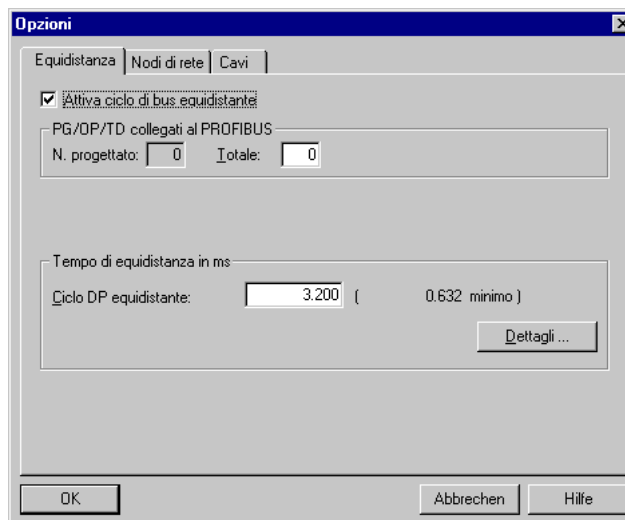 Opzioni
Equidistanza Nodi di rete Cavi
Attiva ciclo di bus equidistante
PG/OP/TD collegati al PROFIBUS
N. progettato: 0 Totale: 0
Tempo di equidistanza in ms
Ciclo DP equidistante: 3.200 ( 0.632 minimo )
Dettagli ...
OK Abbrechen Hilfe